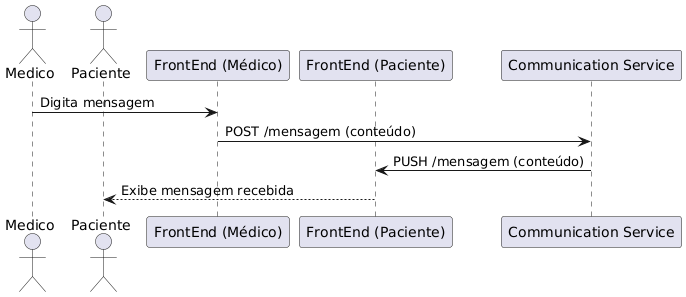 Medico
Paciente
FrontEnd (Médico)
FrontEnd (Paciente)
Communication Service
Digita mensagem
POST /mensagem (conteúdo)
PUSH /mensagem (conteúdo)
Exibe mensagem recebida
Medico
Paciente
FrontEnd (Médico)
FrontEnd (Paciente)
Communication Service